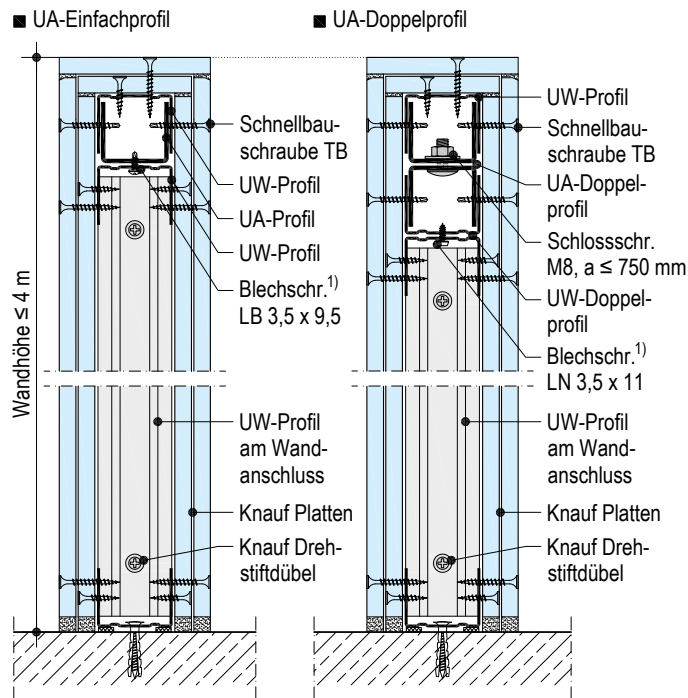 ■ UA-Einfachprofil
■ UA-Doppelprofil
Wandhöhe ≤ 4 m
Schnellbau-
schraube TB
UW-Profil
UA-Profil
UW-Profil
Blechschr.1)
LB 3,5 x 9,5
UW-Profil
am Wand-
anschluss
Knauf Platten
Knauf Dreh-
stiftdübel
UW-Profil
Schnellbau-
schraube TB
UA-Doppel-
profil
Schlossschr.
M8, a ≤ 750 mm
UW-Doppel-
profil
Blechschr.1)
LN 3,5 x 11
UW-Profil
am Wand-
anschluss
Knauf Platten
Knauf Dreh-
stiftdübel